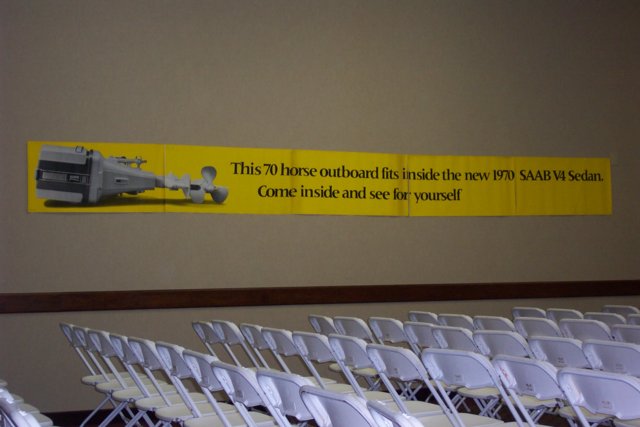 This 70 horse outboard fits inside the new 1970 SAAB V4 Sedan.
Come inside and see for yourself